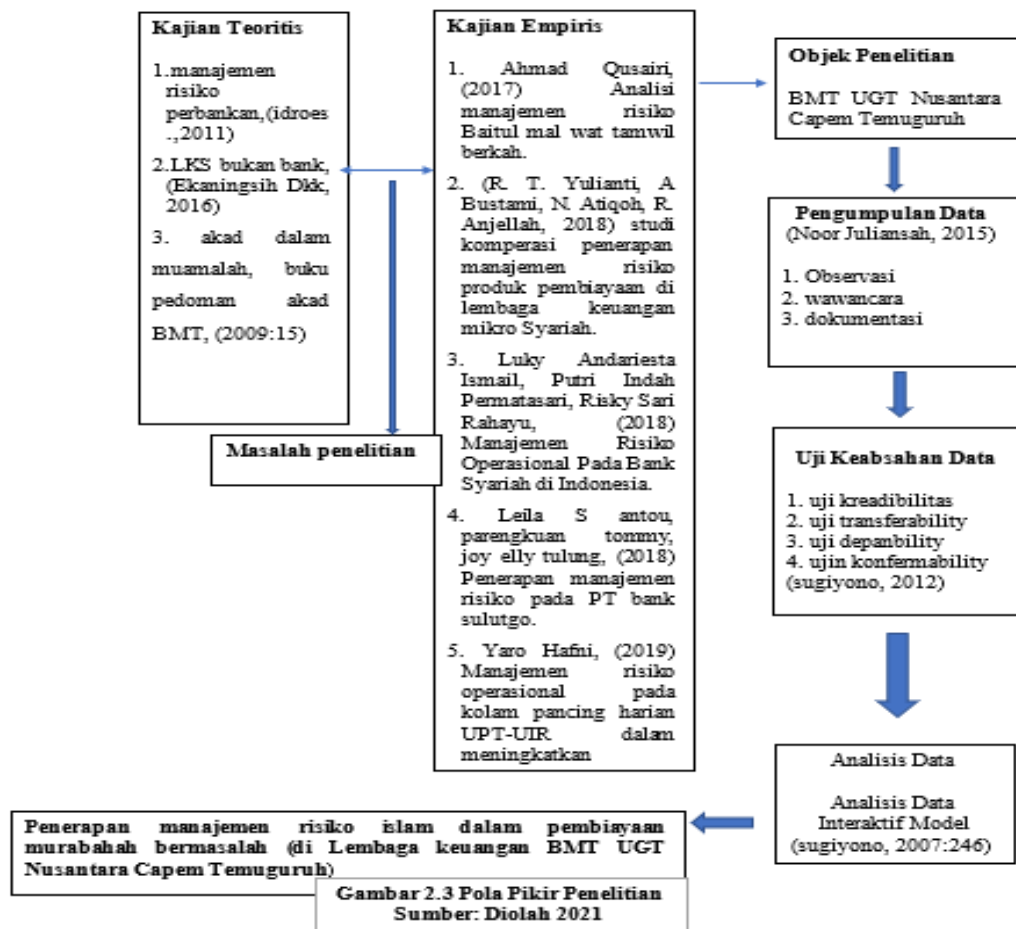 Kajian Teoritis
1.manajemen
risiko
perbankan,(idroes
.,2011)
2.LKS bukan bank,
(Ekaningsih Dkk,
2016)
3. akad dalam
muamalah, buku
pedoman akad
BMT, (2009:15)
Masalah penelitian
Kajian Empiris
1. Ahmad Qusairi,
(2017) Analisi
manajemen risiko
Baitul mal wat tamwil
berkah.
2. (R. T. Yulianti, A
Bustami, N. Atiqoh, R.
Anjellah, 2018) studi
komperasi penerapan
manajemen risiko
produk pembiayaan di
lembaga keuangan
mikro Syariah.
3. Luky Andariesta
Ismail, Putri Indah
Permatasari, Risky Sari
Rahayu, (2018)
Manajemen Risiko
Operasional Pada Bank
Syariah di Indonesia.
4. Leila S antou,
parengkuan tommy,
joy elly tulung, (2018)
Penerapan manajemen
risiko pada PT bank
sulutgo.
5. Yaro Hafni, (2019)
Manajemen risiko
operasional pada
kolam pancing harian
UPT-UIR dalam
meningkatkan
Objek Penelitian
BMT UGT Nusantara
Capem Temuguruh
Pengumpulan Data
(Noor Juliansah, 2015)
1. Observasi
2. wawancara
3. dokumentasi
Uji Keabsahan Data
1. uji kreadibilitas
2. uji transferability
3. uji depanbility
4. ujin konfermability
(sugiyono, 2012)
Analisis Data
Analisis Data
Interaktif Model
(sugiyono, 2007:246)
Penerapan manajemen risiko islam dalam pembiayaan
murabahah bermasalah (di Lembaga keuangan BMT UGT
Nusantara Capem Temuguruh)
Gambar 2.3 Pola Pikir Penelitian
Sumber: Diolah 2021